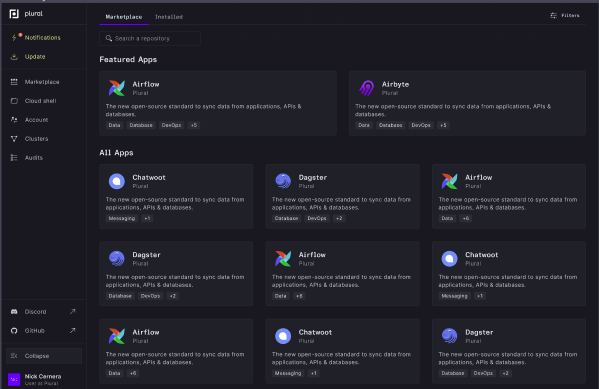 plural
Notifications
Update
Marketplace
Cloud shell
Account
Clusters
Audits
Discord
GitHub
Collapse
NC
Nick Cernera
User at Plural
Marketplace
Installed
Filters
Search a repository
Featured Apps
Airflow
Plural
The new open-source standard to sync data from applications, APIs &
databases.
Data Database DevOps +5
Airbyte
Plural
The new open-source standard to sync data from applications, APIs &
databases.
Data Database DevOps +5
All Apps
Chatwoot
Plural
The new open-source standard to sync data from
applications, APIs & databases.
Messaging +1
Dagster
Plural
The new open-source standard to sync data from
applications, APIs & databases.
Database DevOps +2
Airflow
Plural
The new open-source standard to sync data from
applications, APIs & databases.
Data +6
Dagster
Plural
The new open-source standard to sync data from
applications, APIs & databases.
Database DevOps +2
Airflow
Plural
The new open-source standard to sync data from
applications, APIs & databases.
Data +6
Chatwoot
Plural
The new open-source standard to sync data from
applications, APIs & databases.
Messaging +1
Airflow
Plural
The new open-source standard to sync data from
applications, APIs & databases.
Data +6
Chatwoot
Plural
The new open-source standard to sync data from
applications, APIs & databases.
Messaging +1
Dagster
Plural
The new open-source standard to sync data from
applications, APIs & databases.
Database DevOps +2